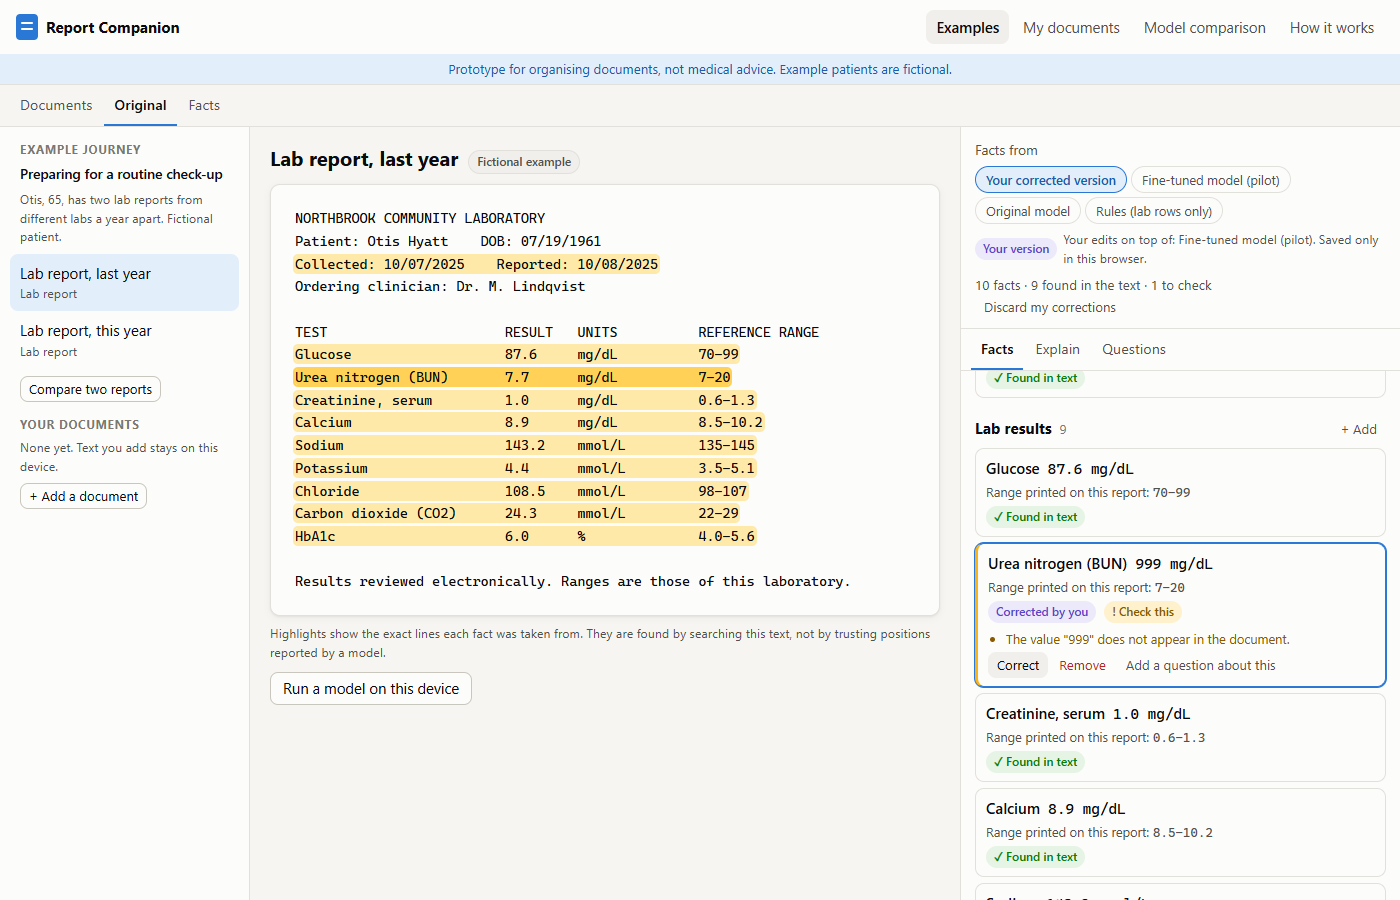 Report Companion
Examples
My documents
Model comparison
How it works
Prototype for organising documents, not medical advice. Example patients are fictional.
Documents
Original
Facts
EXAMPLE JOURNEY
Preparing for a routine check-up
Otis, 65, has two lab reports from
different labs a year apart. Fictional
patient.
Lab report, last year
Lab report
Lab report, this year
Lab report
Compare two reports
YOUR DOCUMENTS
None yet. Text you add stays on this
device.
+ Add a document
Lab report, last year
Fictional example
NORTHBROOK COMMUNITY LABORATORY
Patient: Otis Hyatt DOB: 07/19/1961
Collected: 10/07/2025 Reported: 10/08/2025
Ordering clinician: Dr. M. Lindqvist
TEST RESULT UNITS REFERENCE RANGE
Glucose 87.6 mg/dL 70–99
Urea nitrogen (BUN) 7.7 mg/dL 7–20
Creatinine, serum 1.0 mg/dL 0.6–1.3
Calcium 8.9 mg/dL 8.5–10.2
Sodium 143.2 mmol/L 135–145
Potassium 4.4 mmol/L 3.5–5.1
Chloride 108.5 mmol/L 98–107
Carbon dioxide (CO2) 24.3 mmol/L 22–29
HbA1c 6.0 % 4.0–5.6
Results reviewed electronically. Ranges are those of this laboratory.
Highlights show the exact lines each fact was taken from. They are found by searching this text, not by trusting positions
reported by a model.
Run a model on this device
Facts from
Your corrected version
Fine-tuned model (pilot)
Original model
Rules (lab rows only)
Your version
Your edits on top of: Fine-tuned model (pilot). Saved only
in this browser.
10 facts · 9 found in the text · 1 to check
Discard my corrections
Facts
Explain
Questions
✓ Found in text
Lab results 9
+ Add
Glucose 87.6 mg/dL
Range printed on this report: 70–99
✓ Found in text
Urea nitrogen (BUN) 999 mg/dL
Range printed on this report: 7–20
Corrected by you
! Check this
• The value "999" does not appear in the document.
Correct
Remove
Add a question about this
Creatinine, serum 1.0 mg/dL
Range printed on this report: 0.6–1.3
✓ Found in text
Calcium 8.9 mg/dL
Range printed on this report: 8.5–10.2
✓ Found in text